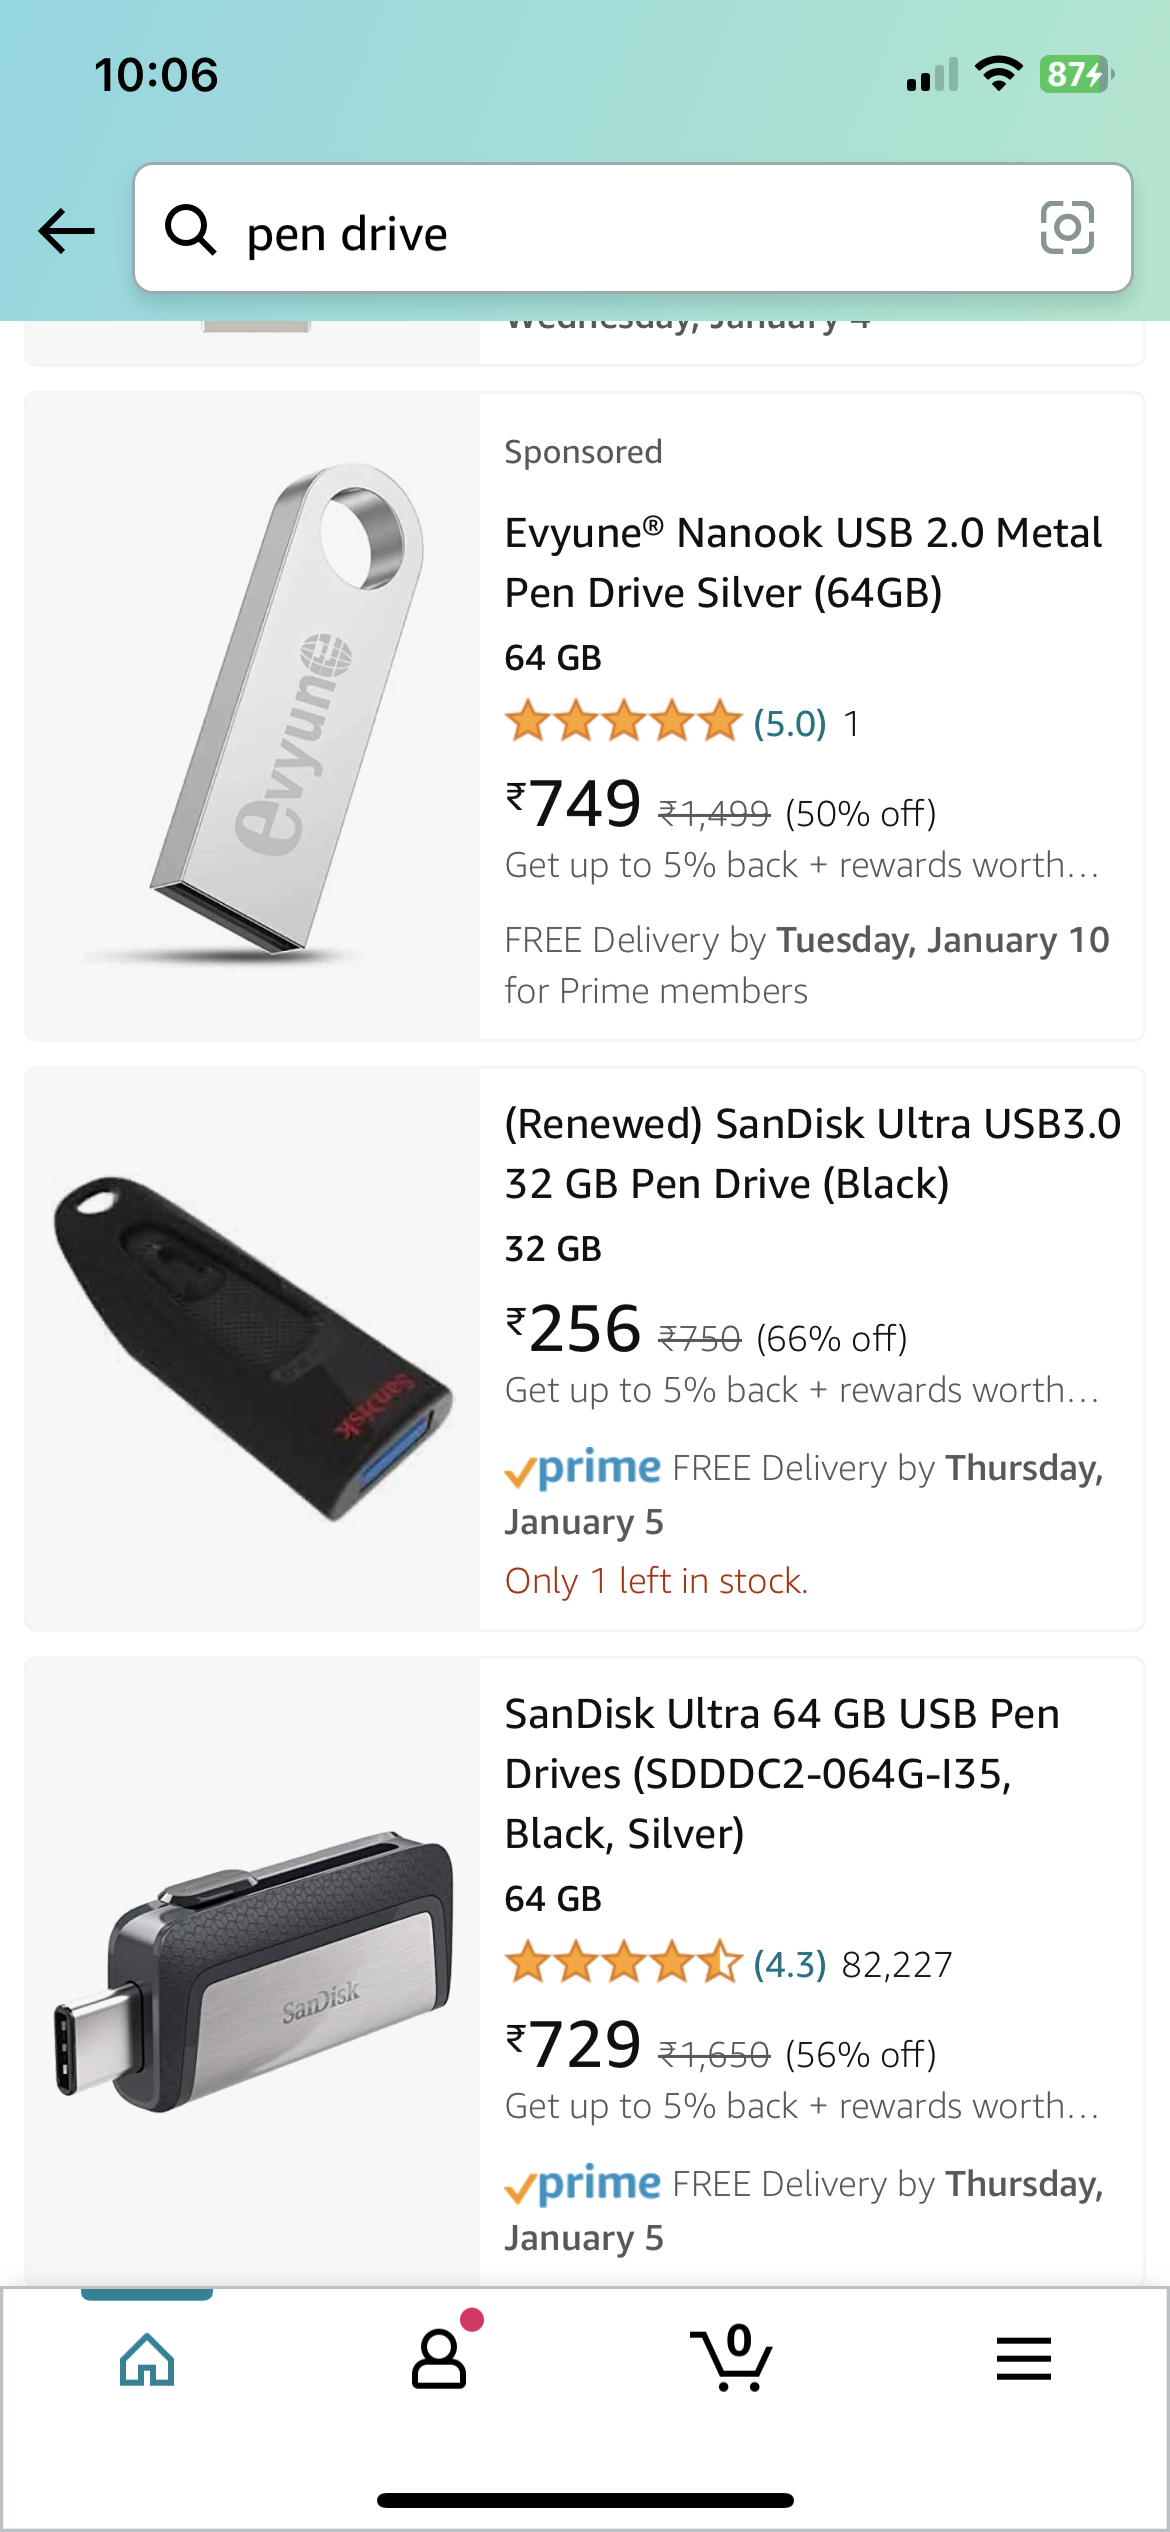 10:06
87
pen drive
Wednesday, January 4
Sponsored
Evyune® Nanook USB 2.0 Metal
Pen Drive Silver (64GB)
64 GB
(5.0) 1
₹749 ₹1,499 (50% off)
Get up to 5% back + rewards worth...
FREE Delivery by Tuesday, January 10
for Prime members
evyune
(Renewed) SanDisk Ultra USB3.0
32 GB Pen Drive (Black)
32 GB
₹256 ₹750 (66% off)
Get up to 5% back + rewards worth...
prime FREE Delivery by Thursday,
January 5
Only 1 left in stock.
SanDisk
SanDisk Ultra 64 GB USB Pen
Drives (SDDDC2-064G-I35,
Black, Silver)
64 GB
(4.3) 82,227
₹729 ₹1,650 (56% off)
Get up to 5% back + rewards worth...
prime FREE Delivery by Thursday,
January 5
SanDisk
0